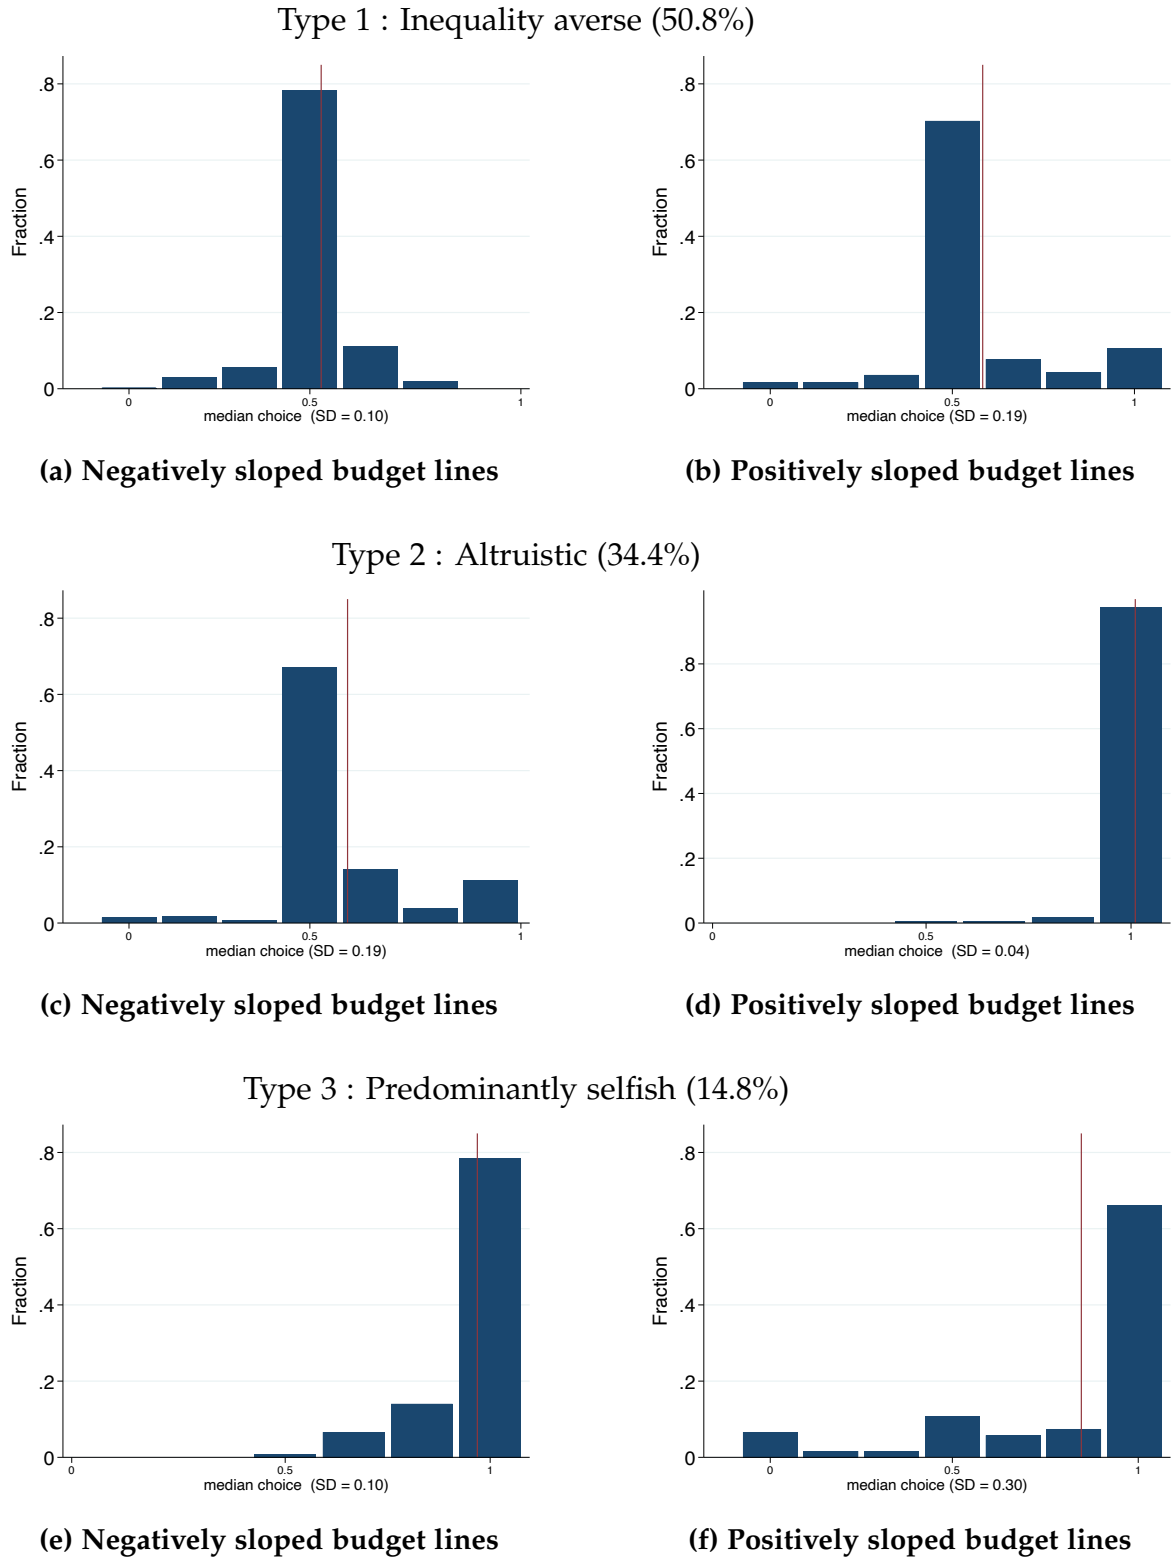 Type 1 : Inequality averse (50.8%)
.8
.6
.4
.2
0
Fraction
0 0.5 1
median choice (SD = 0.10)
(a) Negatively sloped budget lines
.8
.6
.4
.2
0
Fraction
0 0.5 1
median choice (SD = 0.19)
(b) Positively sloped budget lines
Type 2 : Altruistic (34.4%)
.8
.6
.4
.2
0
Fraction
0 0.5 1
median choice (SD = 0.19)
(c) Negatively sloped budget lines
.8
.6
.4
.2
0
Fraction
0 0.5 1
median choice (SD = 0.04)
(d) Positively sloped budget lines
Type 3 : Predominantly selfish (14.8%)
.8
.6
.4
.2
0
Fraction
0 0.5 1
median choice (SD = 0.10)
(e) Negatively sloped budget lines
.8
.6
.4
.2
0
Fraction
0 0.5 1
median choice (SD = 0.30)
(f) Positively sloped budget lines